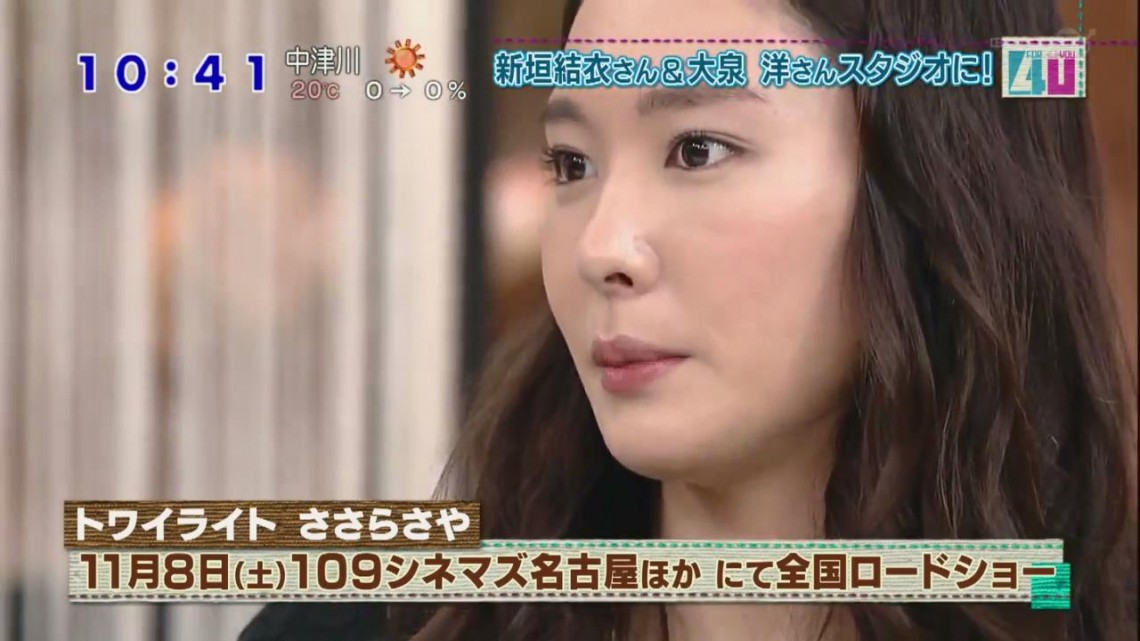 10:41
中津川
20℃ 0→0%
新垣結衣さん&大泉 洋さんスタジオに!
4U
トワイライト ささらさや
11月8日(土)109シネマズ名古屋ほか にて全国ロードショー